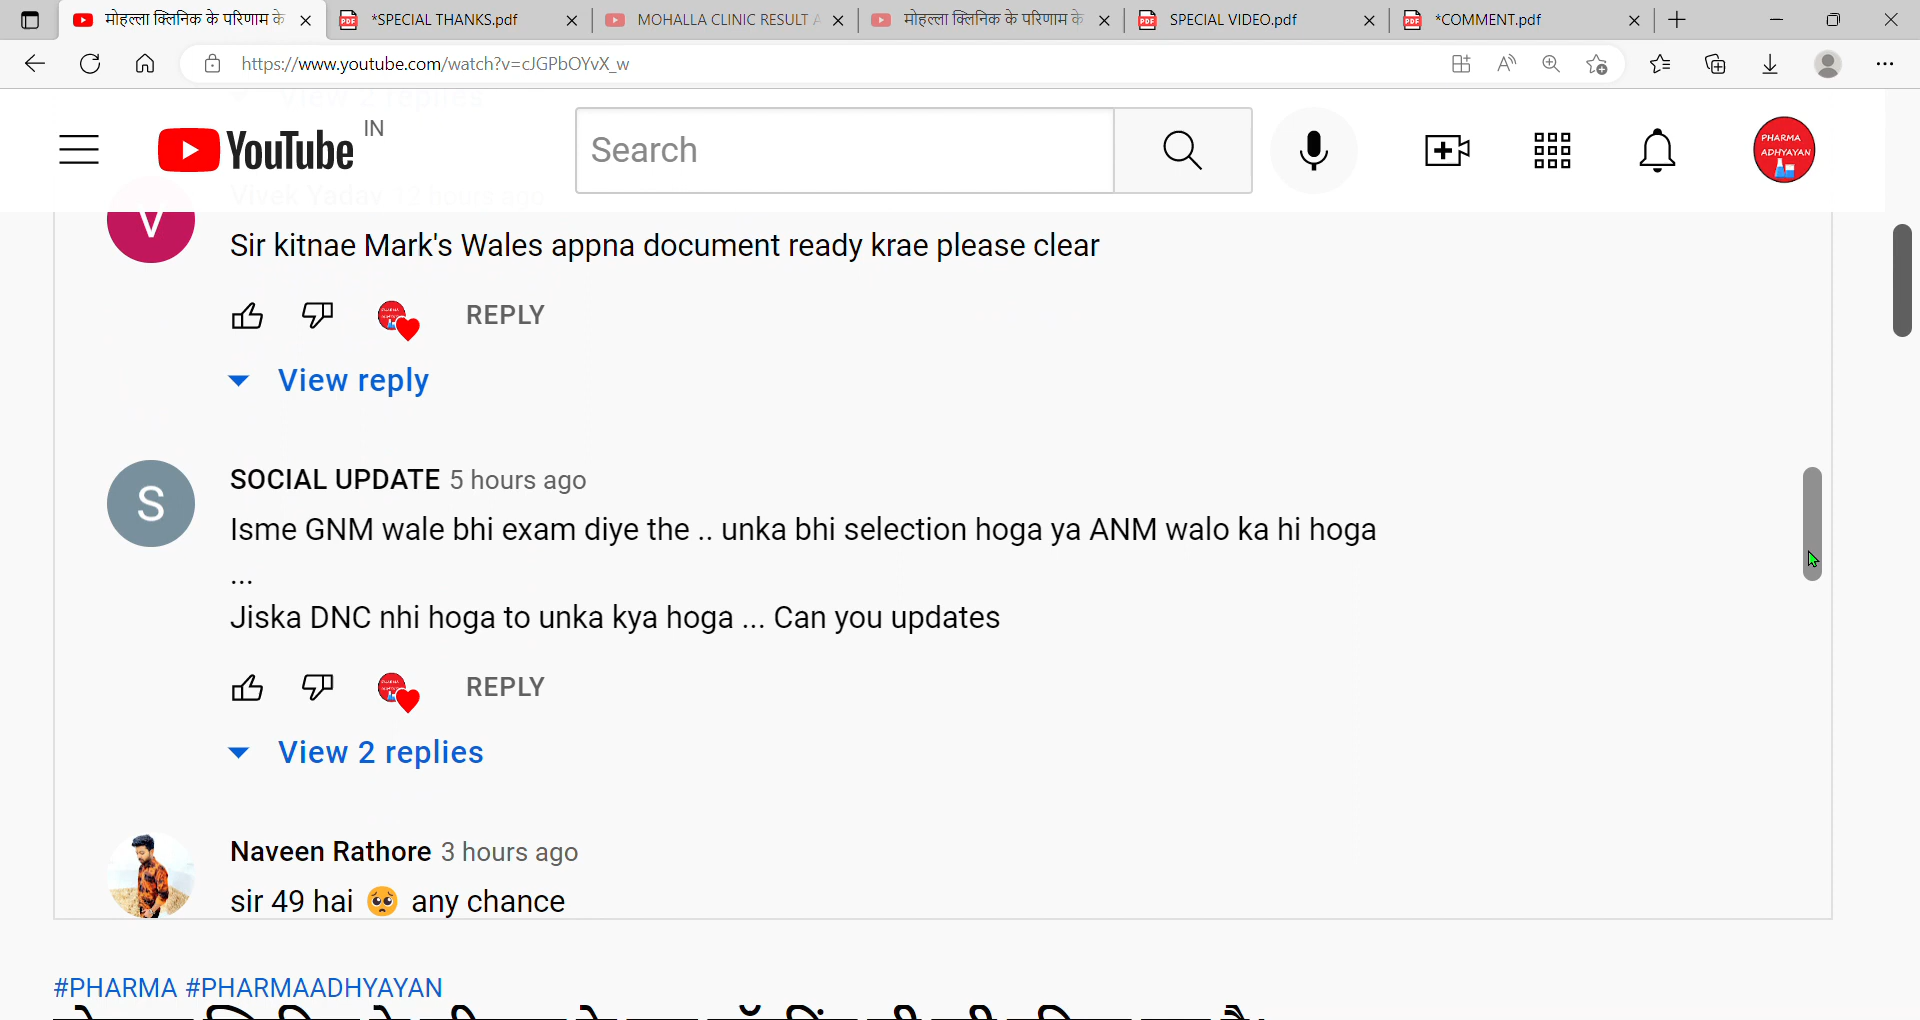 मोहल्ला क्लिनिक के परिणाम के
*SPECIAL THANKS.pdf
MOHALLA CLINIC RESULT A
मोहल्ला क्लिनिक के परिणाम के
SPECIAL VIDEO.pdf
*COMMENT.pdf
https://www.youtube.com/watch?v=cJGPbOYvX_w
View 2 replies
YouTube IN
Search
PHARMA
ADHYAYAN
Vivek Yadav 12 hours ago
V
Sir kitnae Mark's Wales appna document ready krae please clear
REPLY
View reply
S
SOCIAL UPDATE 5 hours ago
Isme GNM wale bhi exam diye the .. unka bhi selection hoga ya ANM walo ka hi hoga
...
Jiska DNC nhi hoga to unka kya hoga ... Can you updates
REPLY
View 2 replies
Naveen Rathore 3 hours ago
sir 49 hai 🥺 any chance
#PHARMA #PHARMAADHYAYAN